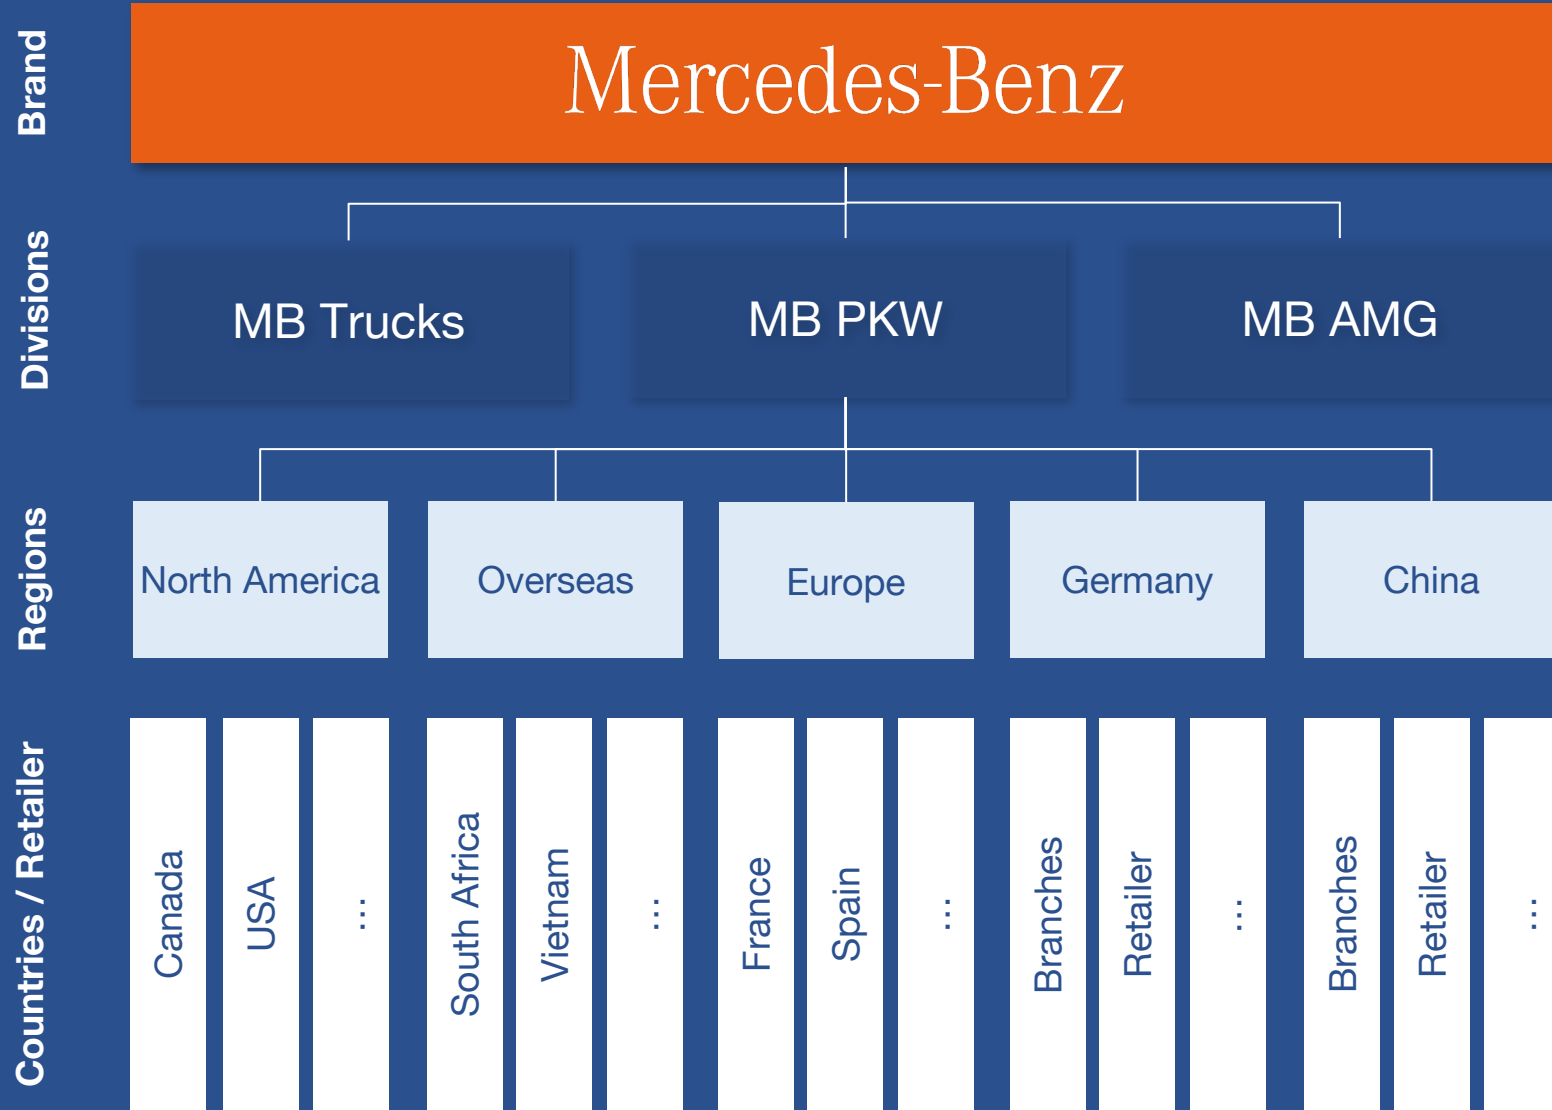 Brand
Mercedes-Benz
Divisions
MB Trucks
MB PKW
MB AMG
Regions
North America
Overseas
Europe
Germany
China
Countries / Retailer
Canada
USA
...
South Africa
Vietnam
...
France
Spain
...
Branches
Retailer
...
Branches
Retailer
...